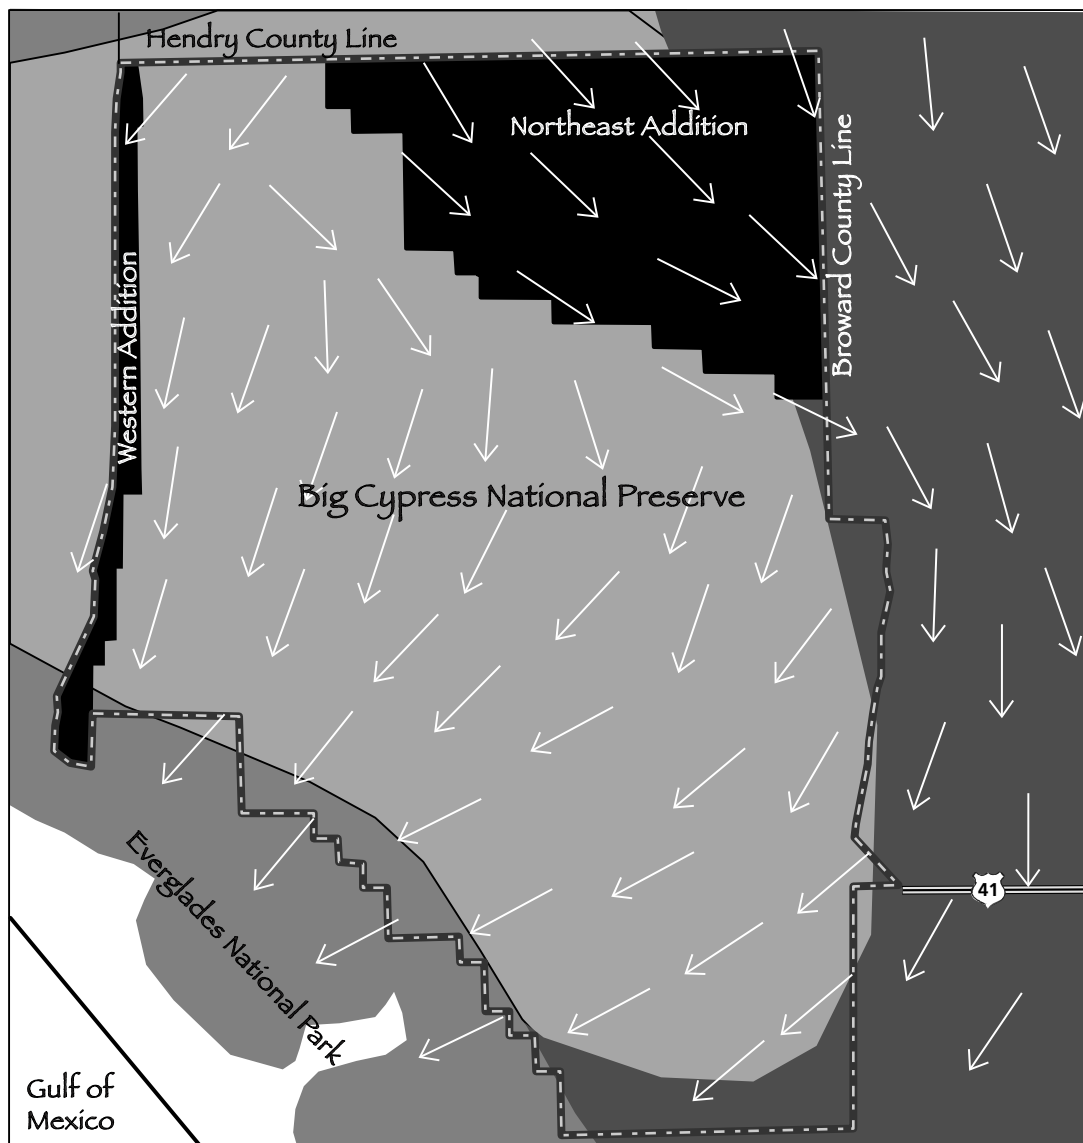 Hendry County Line
Northeast Addition
Broward County Line
Western Addition
Big Cypress National Preserve
Everglades National Park
41
Gulf of
Mexico